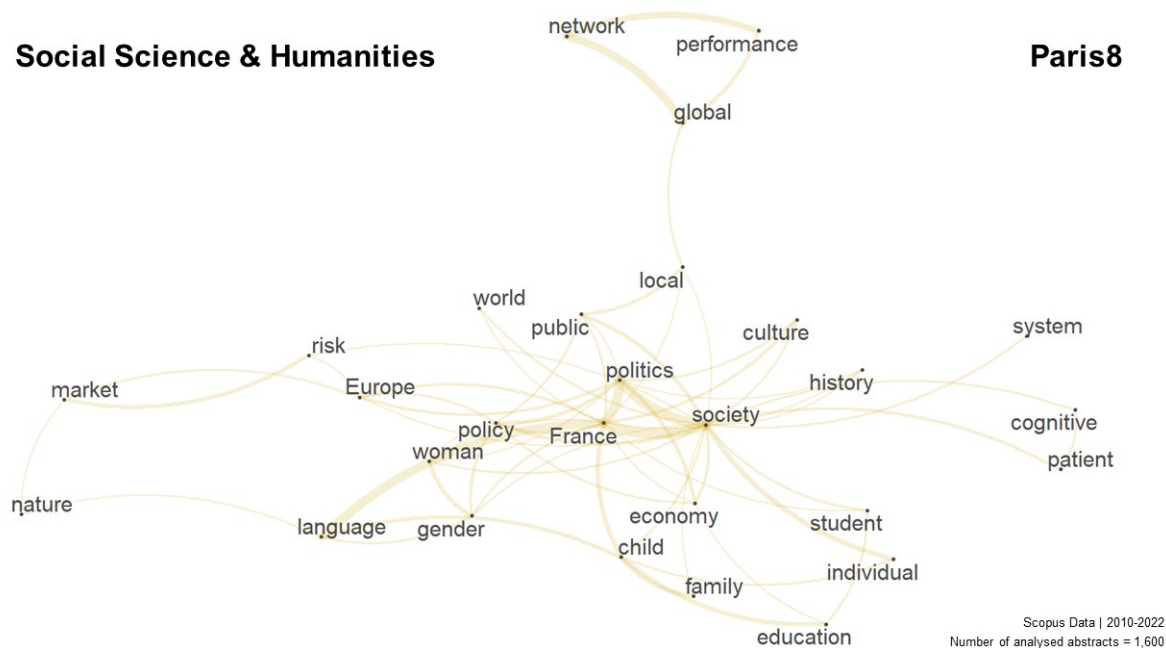 network
performance
Social Science & Humanities
Paris8
global
local
world
public
culture
system
risk
politics
history
market
Europe
society
policy
France
cognitive
woman
patient
nature
language
gender
economy
student
child
individual
family
education
Scopus Data | 2010-2022
Number of analysed abstracts = 1,600